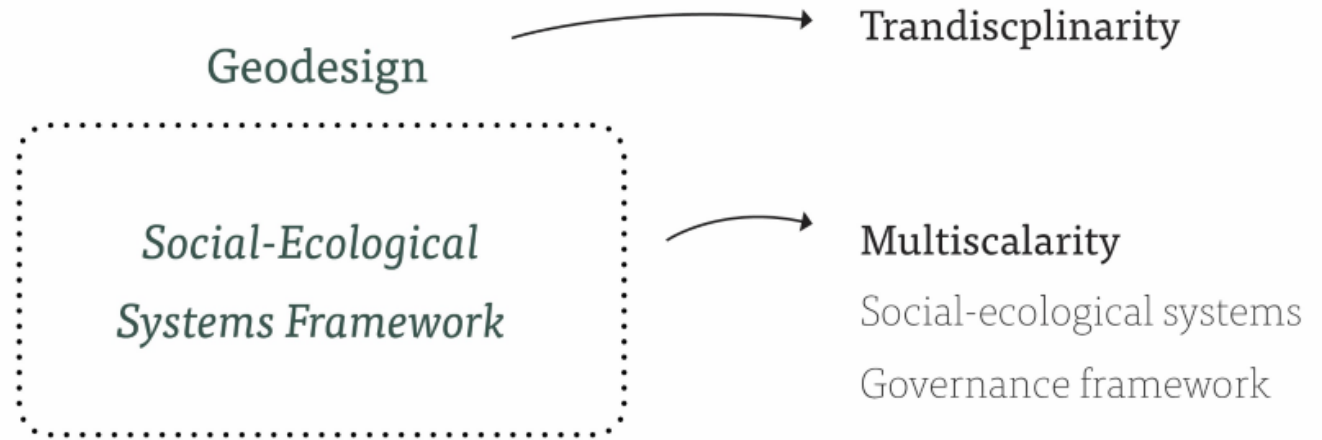 Geodesign
Trandiscplinarity
Social-Ecological
Systems Framework
Multiscalarity
Social-ecological systems
Governance framework